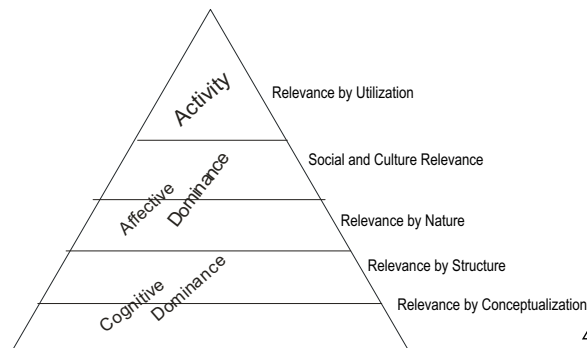 Activity
Relevance by Utilization
Social and Culture Relevance
Affective
Dominance
Relevance by Nature
Relevance by Structure
Cognitive
Dominance
Relevance by Conceptualization